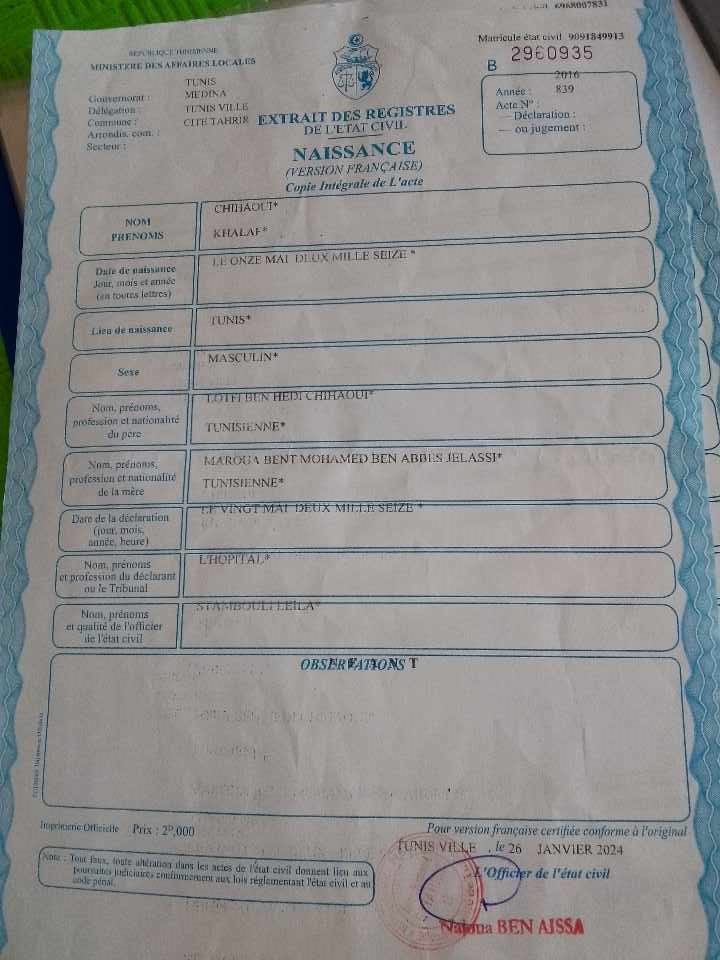 6968007831
REPUBLIQUE TUNISIENNE
MINISTERE DES AFFAIRES LOCALES
Matricule état civil 9091849913
B 2960935
Gouvernorat : TUNIS
Délégation : MEDINA
Commune : TUNIS VILLE
Arrondis. com. : CITE TAHRIR
Secteur :
Année : 2016
Acte N° : 839
— Déclaration :
— ou jugement :
EXTRAIT DES REGISTRES
DE L'ETAT CIVIL
NAISSANCE
(VERSION FRANÇAISE)
Copie Intégrale de L'acte
NOM CHIHAOUI*
PRENOMS KHALAF*
Date de naissance
Jour, mois et année
(en toutes lettres)
LE ONZE MAI DEUX MILLE SEIZE *
Lieu de naissance TUNIS*
Sexe MASCULIN*
Nom, prénoms,
profession et nationalité
du père
LOTFI BEN HEDI CHIHAOUI*
TUNISIENNE*
Nom, prénoms,
profession et nationalité
de la mère
MAROUA BENT MOHAMED BEN ABBES JELASSI*
TUNISIENNE*
Date de la déclaration
(jour, mois,
année, heure)
LE VINGT MAI DEUX MILLE SEIZE *
Nom, prénoms
et profession du déclarant
ou le Tribunal
L'HOPITAL*
Nom, prénoms
et qualité de l'officier
de l'état civil
STAMBOULI LEILA*
OBSERVATIONS
Imprimerie Officielle Prix : 2ᴰ,000
Pour version française certifiée conforme à l'original
TUNIS VILLE , le 26 JANVIER 2024
L'Officier de l'état civil
Note : Tout faux, toute altération dans les actes de l'état civil donnent lieu aux
poursuites judiciaires conformément aux lois réglementant l'état civil et au
code pénal.
Najoua BEN AISSA